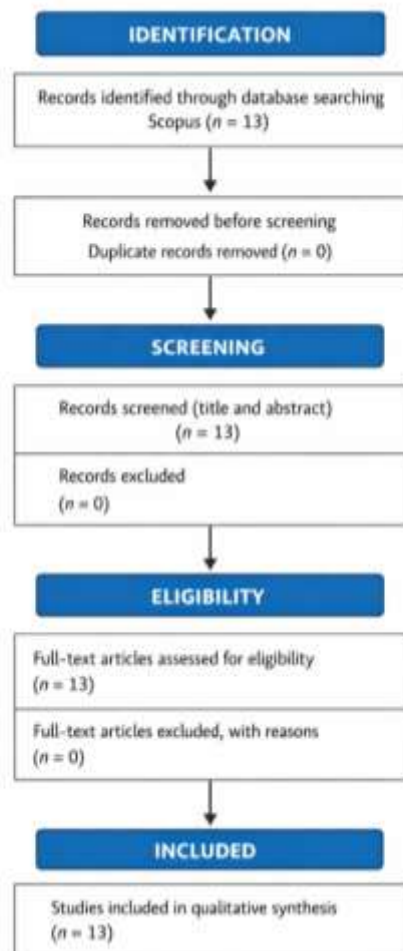 IDENTIFICATION
Records identified through database searching
Scopus (n = 13)
Records removed before screening
Duplicate records removed (n = 0)
SCREENING
Records screened (title and abstract)
(n = 13)
Records excluded
(n = 0)
ELIGIBILITY
Full-text articles assessed for eligibility
(n = 13)
Full-text articles excluded, with reasons
(n = 0)
INCLUDED
Studies included in qualitative synthesis
(n = 13)